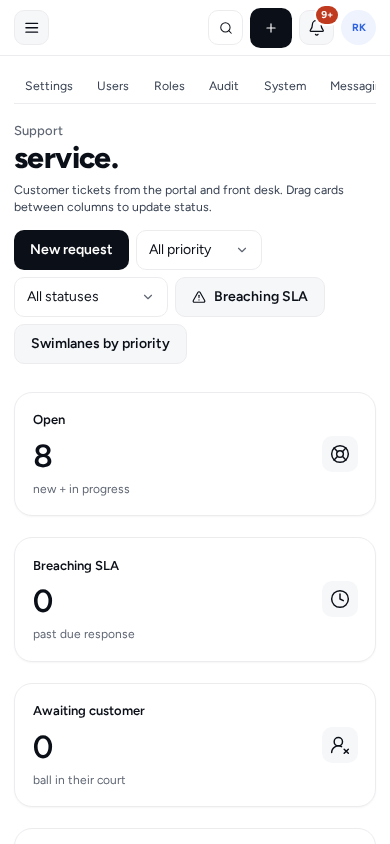 9+
RK
Settings Users Roles Audit System
Support
service.
Customer tickets from the portal and front desk. Drag cards
between columns to update status.
New request All priority
All statuses Breaching SLA
Swimlanes by priority
Open
8
new + in progress
Breaching SLA
0
past due response
Awaiting customer
0
ball in their court